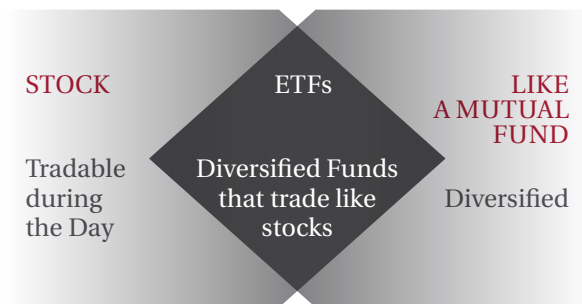 STOCK
Tradable
during
the Day
ETFs
Diversified Funds
that trade like
stocks
LIKE
A MUTUAL
FUND
Diversified